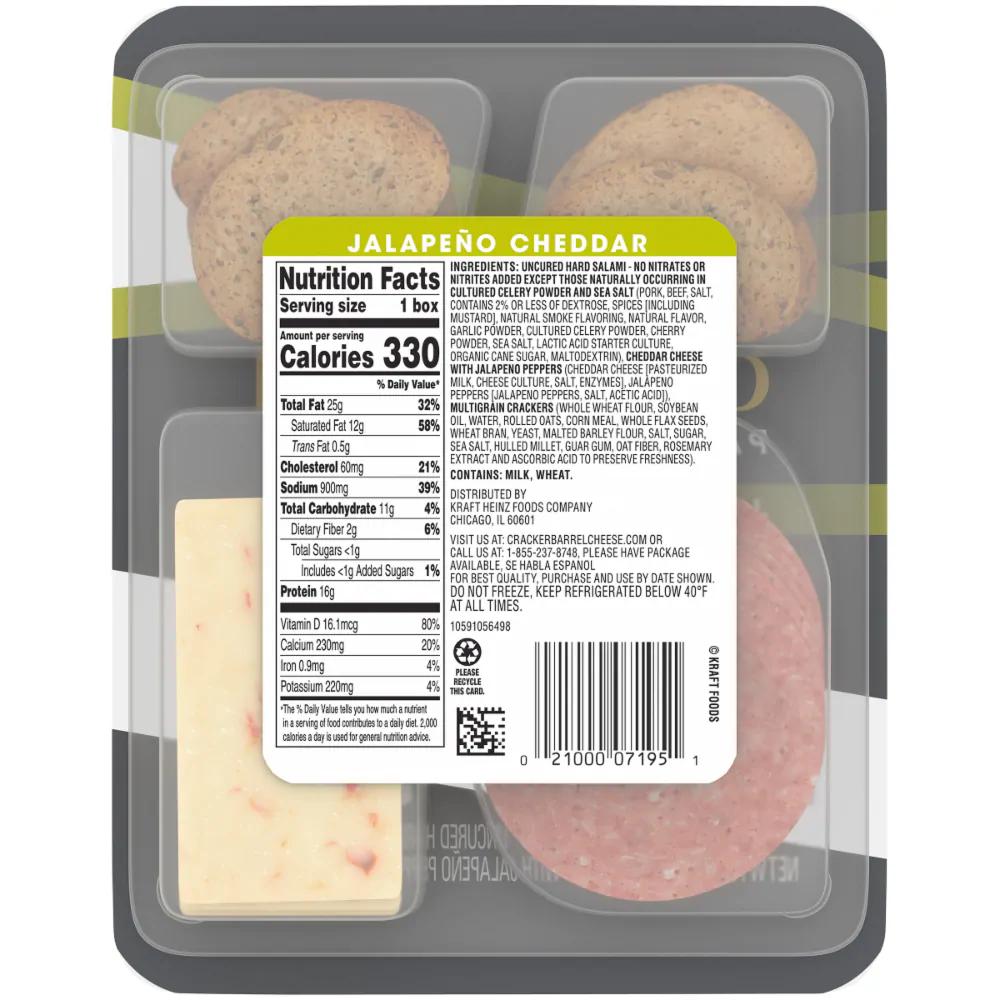 JALAPEÑO CHEDDAR
Nutrition Facts
Serving size 1 box
Amount per serving
Calories 330
% Daily Value*
Total Fat 25g 32%
Saturated Fat 12g 58%
Trans Fat 0.5g
Cholesterol 60mg 21%
Sodium 900mg 39%
Total Carbohydrate 11g 4%
Dietary Fiber 2g 6%
Total Sugars <1g
Includes <1g Added Sugars 1%
Protein 16g
Vitamin D 16.1mcg 80%
Calcium 230mg 20%
Iron 0.9mg 4%
Potassium 220mg 4%
*The % Daily Value tells you how much a nutrient
in a serving of food contributes to a daily diet. 2,000
calories a day is used for general nutrition advice.
INGREDIENTS: UNCURED HARD SALAMI - NO NITRATES OR
NITRITES ADDED EXCEPT THOSE NATURALLY OCCURRING IN
CULTURED CELERY POWDER AND SEA SALT (PORK, BEEF, SALT,
CONTAINS 2% OR LESS OF DEXTROSE, SPICES [INCLUDING
MUSTARD], NATURAL SMOKE FLAVORING, NATURAL FLAVOR,
GARLIC POWDER, CULTURED CELERY POWDER, CHERRY
POWDER, SEA SALT, LACTIC ACID STARTER CULTURE,
ORGANIC CANE SUGAR, MALTODEXTRIN), CHEDDAR CHEESE
WITH JALAPENO PEPPERS (CHEDDAR CHEESE [PASTEURIZED
MILK, CHEESE CULTURE, SALT, ENZYMES], JALAPENO
PEPPERS [JALAPENO PEPPERS, SALT, ACETIC ACID]),
MULTIGRAIN CRACKERS (WHOLE WHEAT FLOUR, SOYBEAN
OIL, WATER, ROLLED OATS, CORN MEAL, WHOLE FLAX SEEDS,
WHEAT BRAN, YEAST, MALTED BARLEY FLOUR, SALT, SUGAR,
SEA SALT, HULLED MILLET, GUAR GUM, OAT FIBER, ROSEMARY
EXTRACT AND ASCORBIC ACID TO PRESERVE FRESHNESS).
CONTAINS: MILK, WHEAT.
DISTRIBUTED BY
KRAFT HEINZ FOODS COMPANY
CHICAGO, IL 60601
VISIT US AT: CRACKERBARRELCHEESE.COM OR
CALL US AT: 1-855-237-8748, PLEASE HAVE PACKAGE
AVAILABLE, SE HABLA ESPANOL
FOR BEST QUALITY, PURCHASE AND USE BY DATE SHOWN.
DO NOT FREEZE, KEEP REFRIGERATED BELOW 40°F
AT ALL TIMES.
10591056498
PLEASE
RECYCLE
THIS CARD.
© KRAFT FOODS
0 21000 07195 1